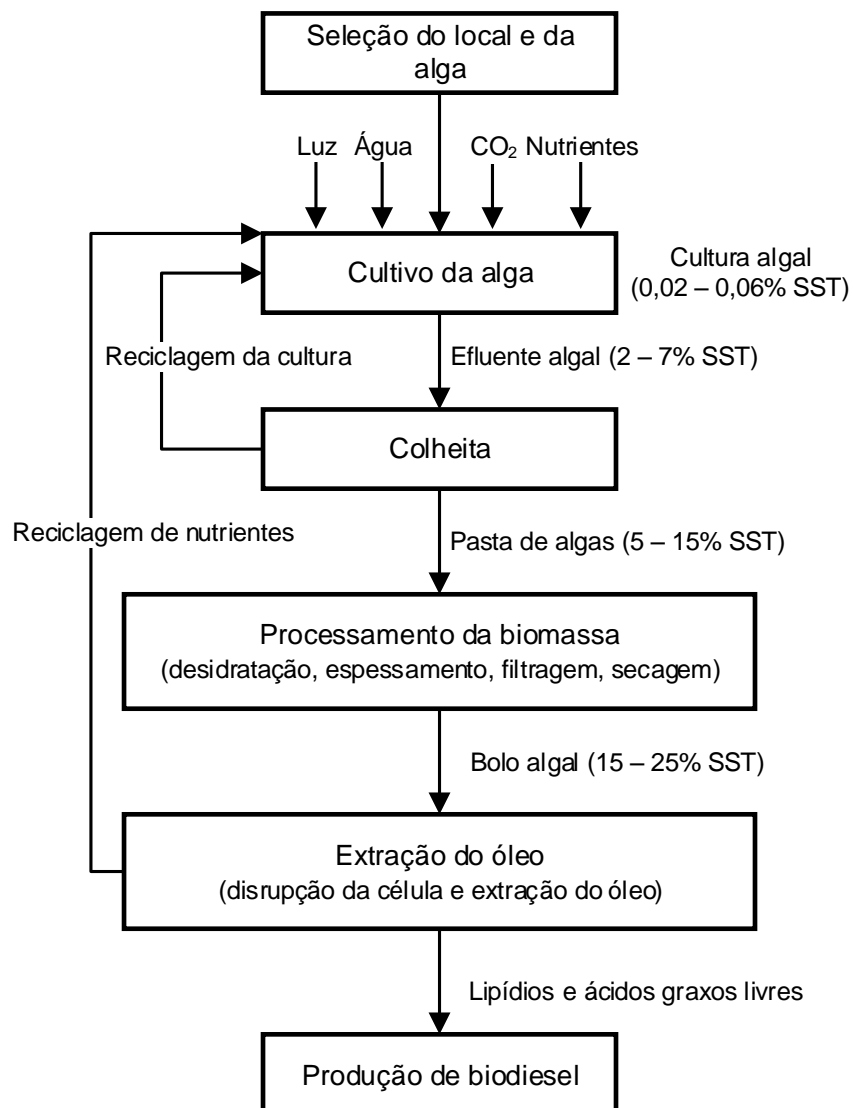 Seleção do local e da
alga
Luz Água CO₂ Nutrientes
Cultivo da alga
Cultura algal
(0,02 – 0,06% SST)
Reciclagem da cultura
Efluente algal (2 – 7% SST)
Colheita
Reciclagem de nutrientes
Pasta de algas (5 – 15% SST)
Processamento da biomassa
(desidratação, espessamento, filtragem, secagem)
Bolo algal (15 – 25% SST)
Extração do óleo
(disrupção da célula e extração do óleo)
Lipídios e ácidos graxos livres
Produção de biodiesel